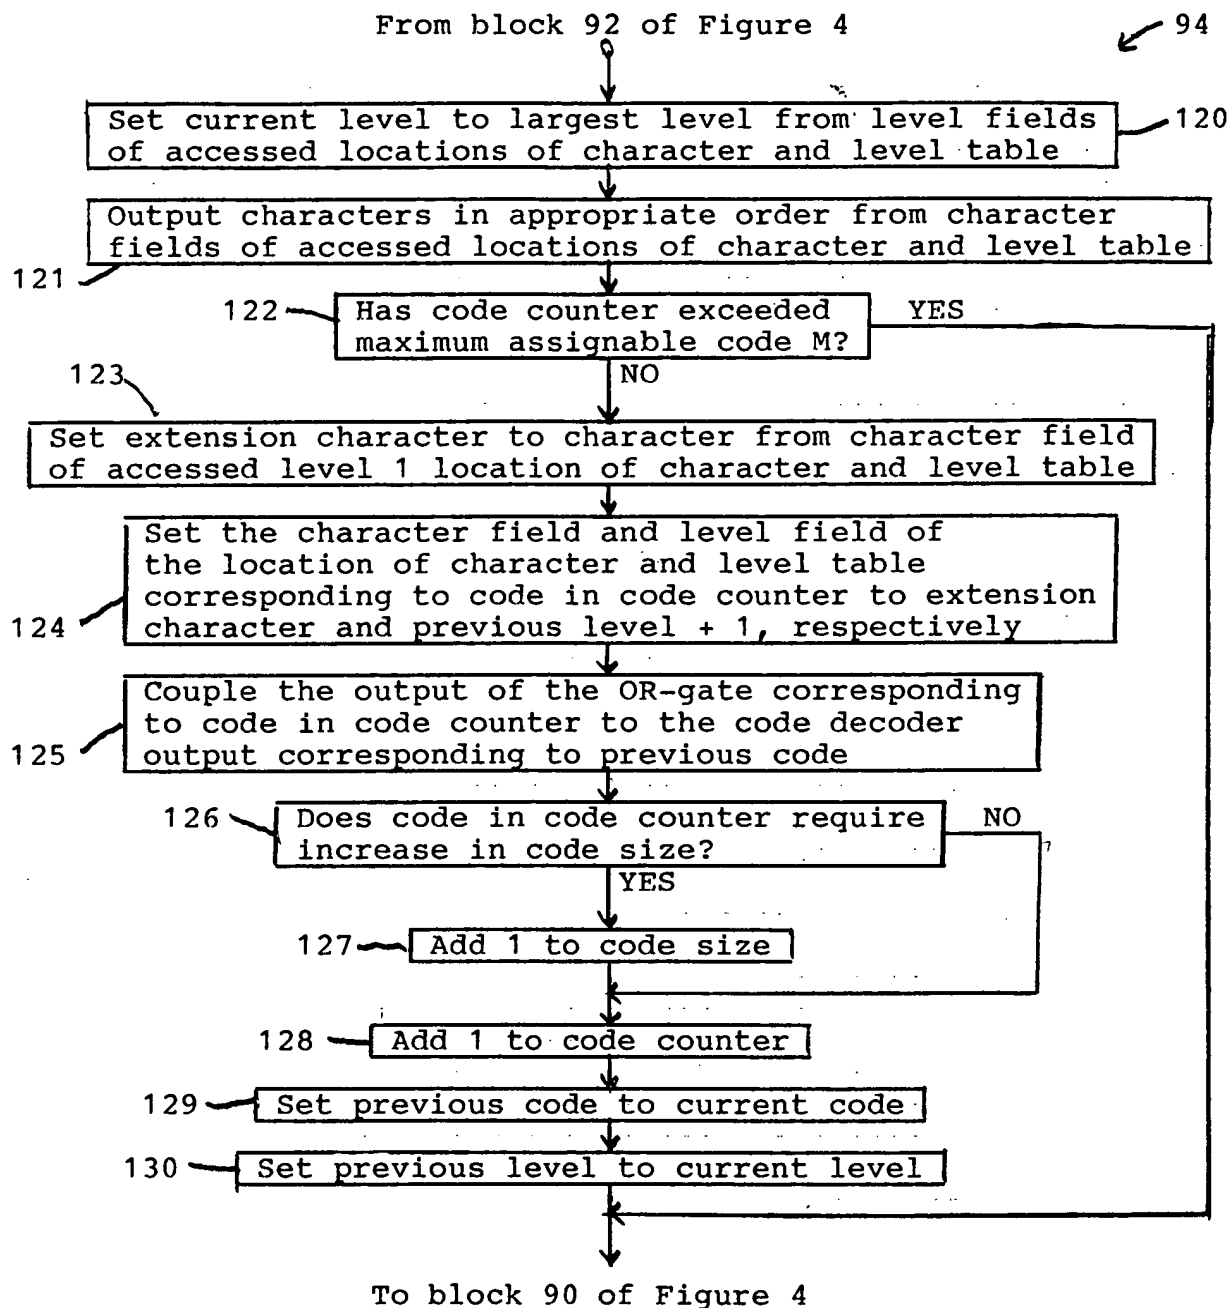 From block 92 of Figure 4
94
Set current level to largest level from level fields
of accessed locations of character and level table
120
Output characters in appropriate order from character
fields of accessed locations of character and level table
121
122
Has code counter exceeded
maximum assignable code M?
YES
NO
123
Set extension character to character from character field
of accessed level 1 location of character and level table
Set the character field and level field of
the location of character and level table
corresponding to code in code counter to extension
character and previous level + 1, respectively
124
Couple the output of the OR-gate corresponding
to code in code counter to the code decoder
output corresponding to previous code
125
126
Does code in code counter require
increase in code size?
NO
YES
127
Add 1 to code size
128
Add 1 to code counter
129
Set previous code to current code
130
Set previous level to current level
To block 90 of Figure 4